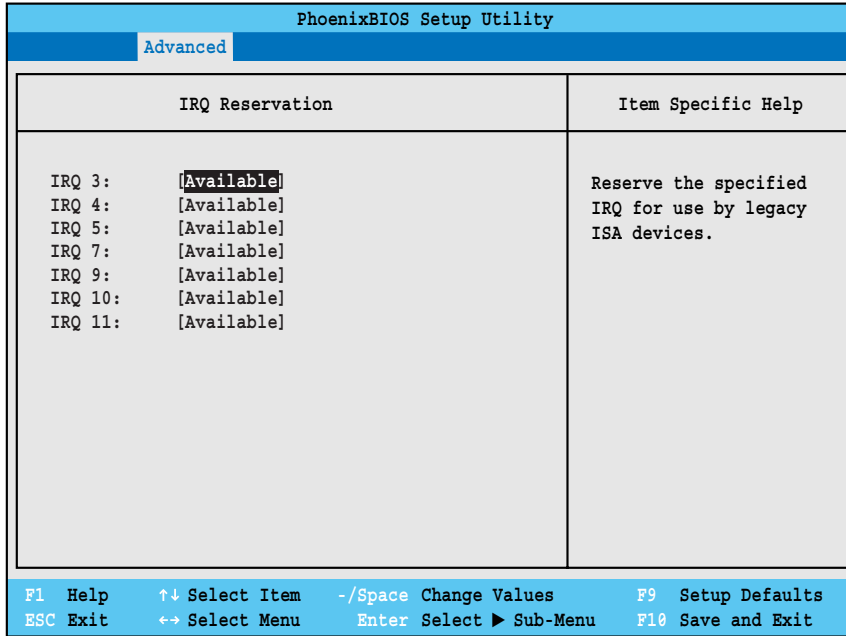 PhoenixBIOS Setup Utility
Advanced
IRQ Reservation
Item Specific Help
IRQ 3: [Available]
IRQ 4: [Available]
IRQ 5: [Available]
IRQ 7: [Available]
IRQ 9: [Available]
IRQ 10: [Available]
IRQ 11: [Available]
Reserve the specified
IRQ for use by legacy
ISA devices.
F1 Help ↑↓ Select Item -/Space Change Values F9 Setup Defaults
ESC Exit ←→ Select Menu Enter Select ▶ Sub-Menu F10 Save and Exit